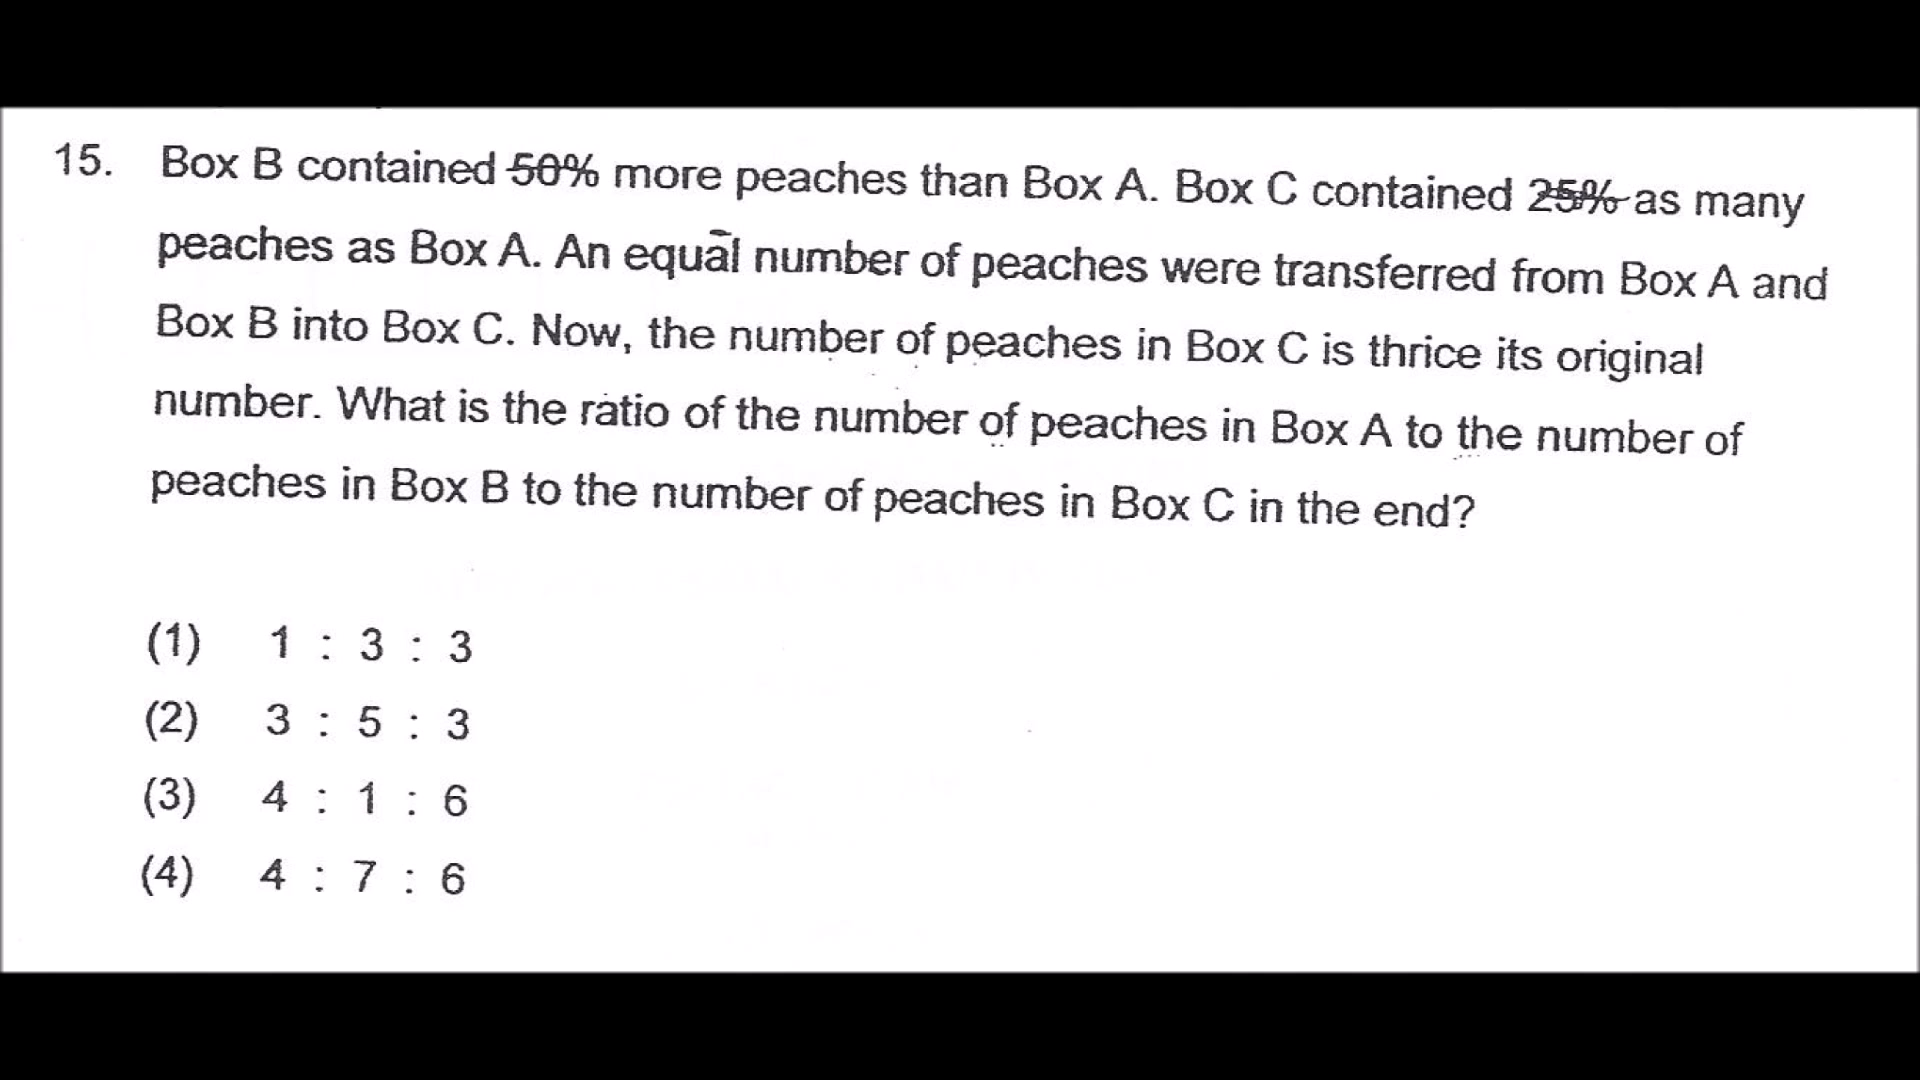 15. Box B contained 50% more peaches than Box A. Box C contained 25% as many
peaches as Box A. An equal number of peaches were transferred from Box A and
Box B into Box C. Now, the number of peaches in Box C is thrice its original
number. What is the ratio of the number of peaches in Box A to the number of
peaches in Box B to the number of peaches in Box C in the end?
(1) 1 : 3 : 3
(2) 3 : 5 : 3
(3) 4 : 1 : 6
(4) 4 : 7 : 6